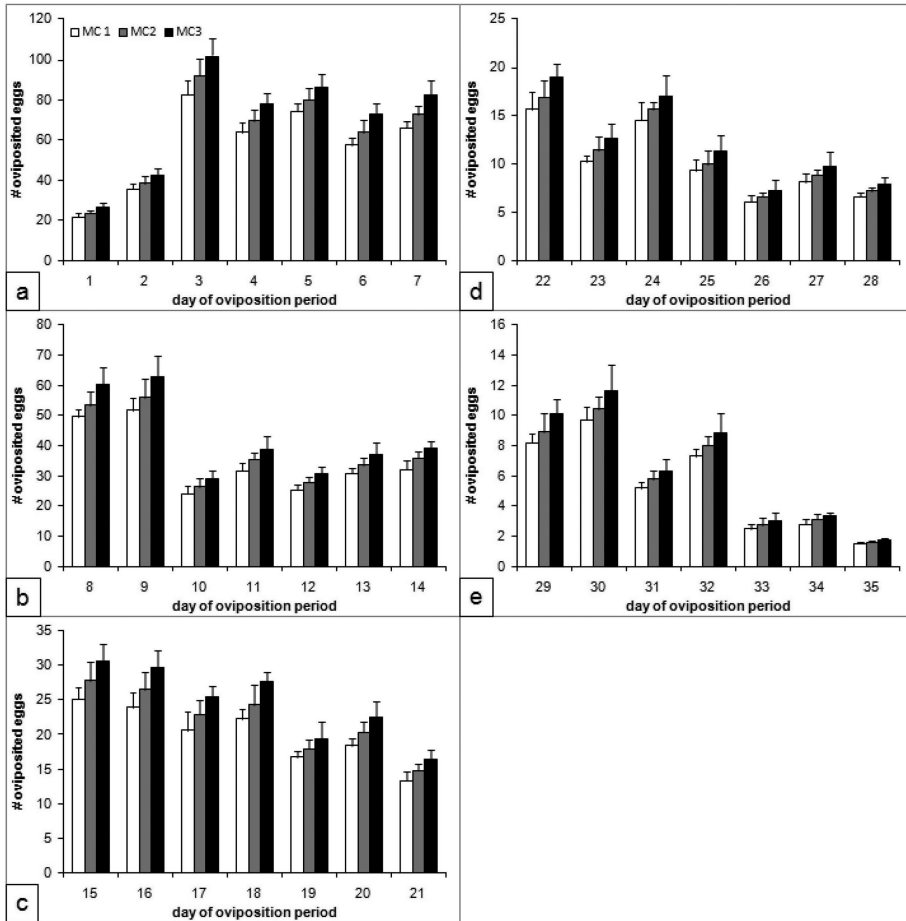 120
100
80
60
40
20
0
#oviposited eggs
MC 1 MC2 MC3
1 2 3 4 5 6 7
day of oviposition period
a
80
70
60
50
40
30
20
10
0
#oviposited eggs
8 9 10 11 12 13 14
day of oviposition period
b
35
30
25
20
15
10
5
0
#oviposited eggs
15 16 17 18 19 20 21
day of oviposition period
c
25
20
15
10
5
0
#oviposited eggs
22 23 24 25 26 27 28
day of oviposition period
d
16
14
12
10
8
6
4
2
0
#oviposited eggs
29 30 31 32 33 34 35
day of oviposition period
e